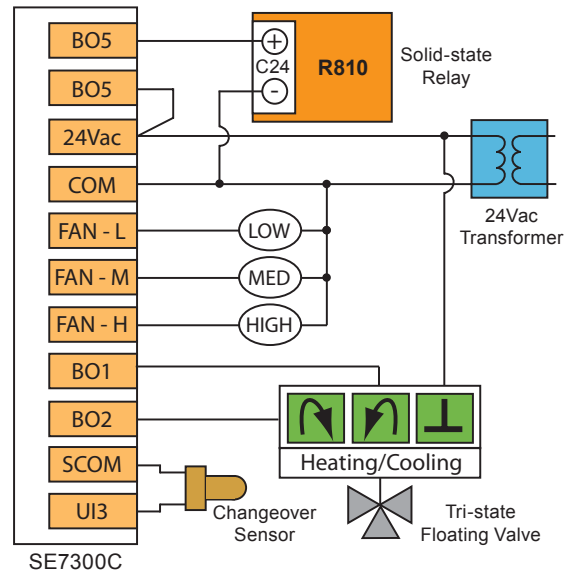 BO5
BO5
24Vac
COM
FAN - L
FAN - M
FAN - H
BO1
BO2
SCOM
UI3
SE7300C
+
C24
-
R810
Solid-state
Relay
24Vac
Transformer
LOW
MED
HIGH
Heating/Cooling
Changeover
Sensor
Tri-state
Floating Valve